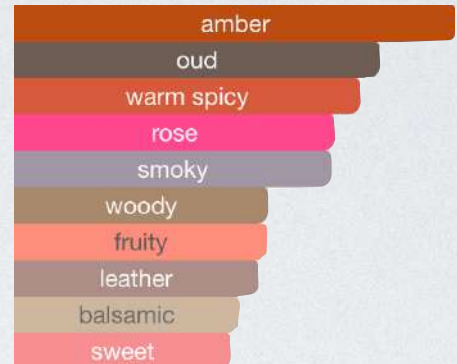 amber
oud
warm spicy
rose
smoky
woody
fruity
leather
balsamic
sweet